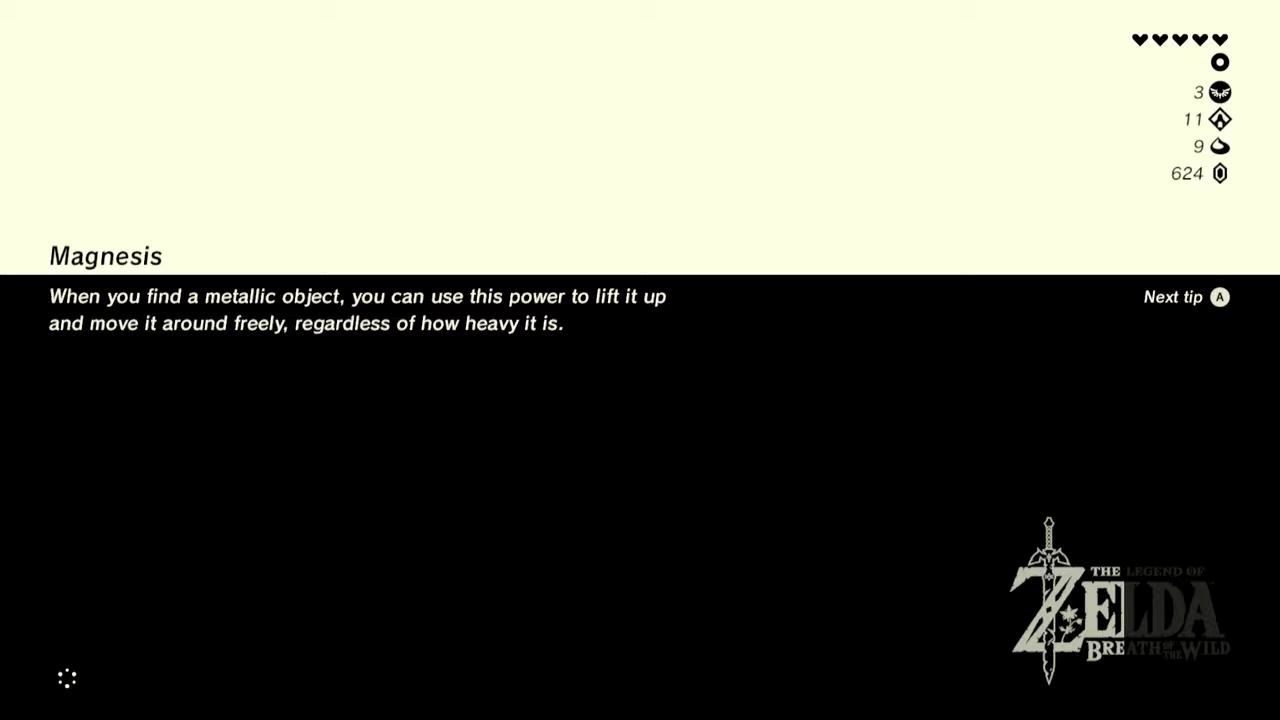 3
11
9
624
Magnesis
When you find a metallic object, you can use this power to lift it up
and move it around freely, regardless of how heavy it is.
Next tip A
THE LEGEND OF
ZELDA
BREATH OF THE WILD